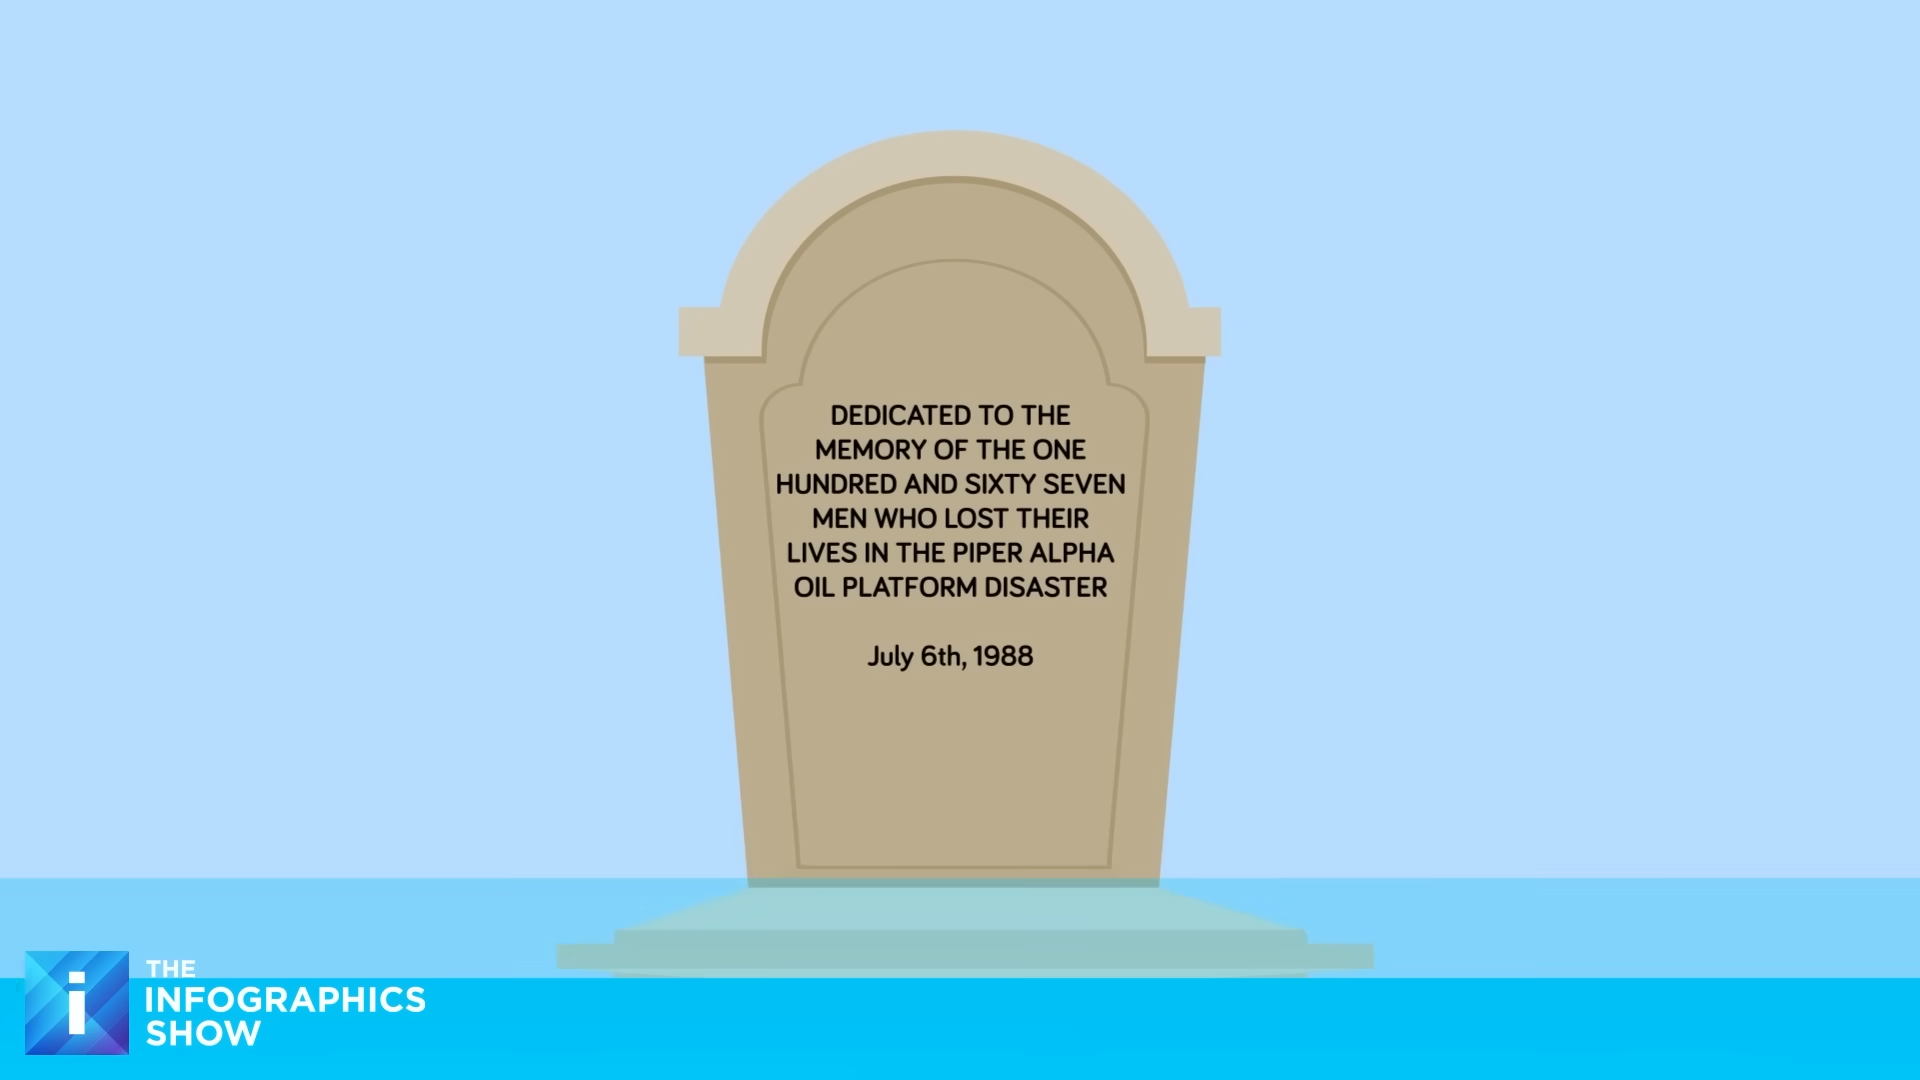 DEDICATED TO THE
MEMORY OF THE ONE
HUNDRED AND SIXTY SEVEN
MEN WHO LOST THEIR
LIVES IN THE PIPER ALPHA
OIL PLATFORM DISASTER
July 6th, 1988
i
THE
INFOGRAPHICS
SHOW